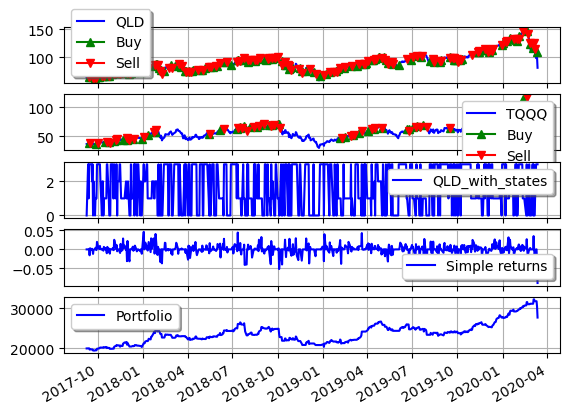 150
100
QLD
Buy
Sell
100
50
TQQQ
Buy
Sell
2
0
QLD_with_states
0.05
0.00
−0.05
Simple returns
30000
20000
Portfolio
2017-10
2018-01
2018-04
2018-07
2018-10
2019-01
2019-04
2019-07
2019-10
2020-01
2020-04